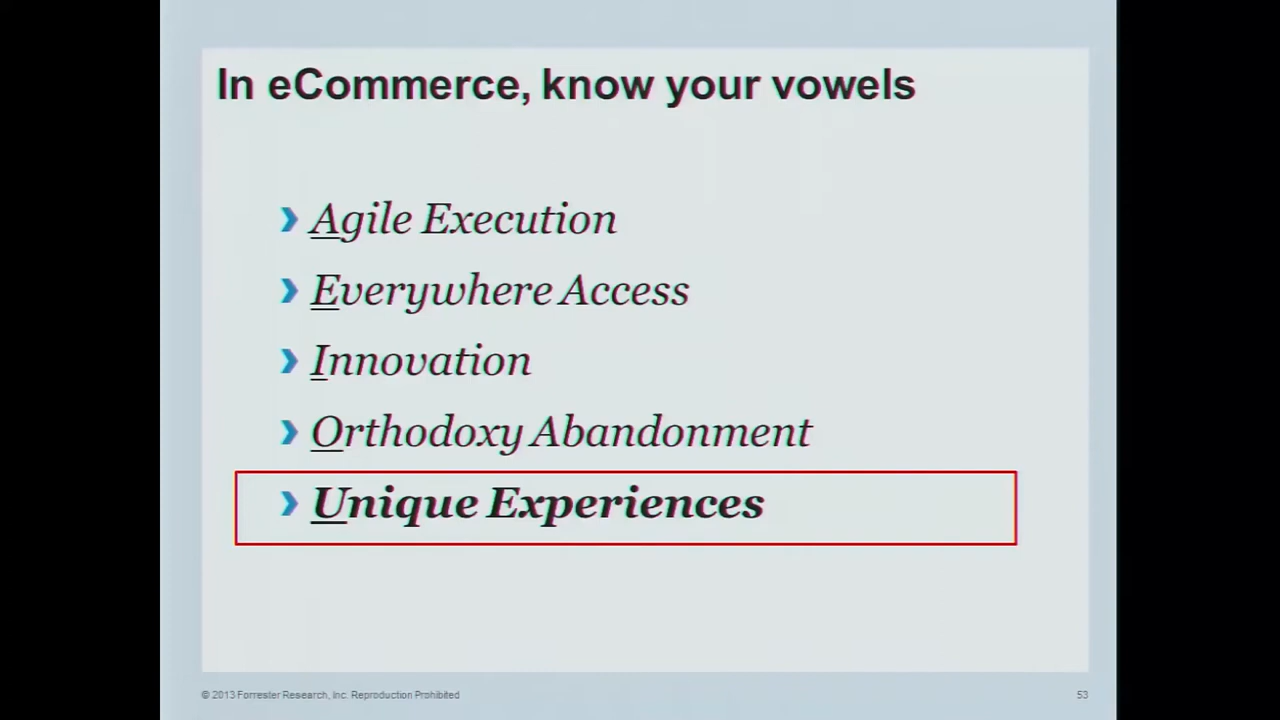 In eCommerce, know your vowels
Agile Execution
Everywhere Access
Innovation
Orthodoxy Abandonment
Unique Experiences
© 2013 Forrester Research, Inc. Reproduction Prohibited
53